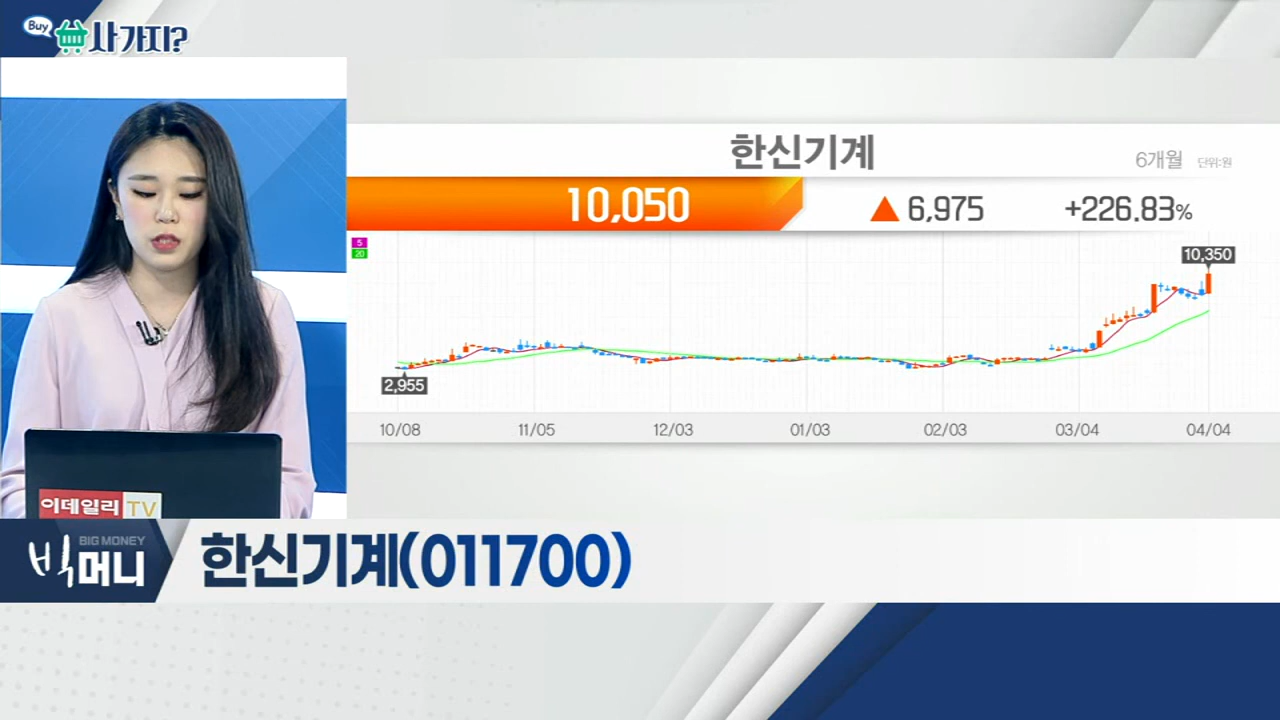 Buy 사 가지?
한신기계
6개월 단위:원
10,050 ▲ 6,975 +226.83%
5
20
10,350
2,955
10/08 11/05 12/03 01/03 02/03 03/04 04/04
이데일리 TV
BIG MONEY
빅머니
한신기계(011700)